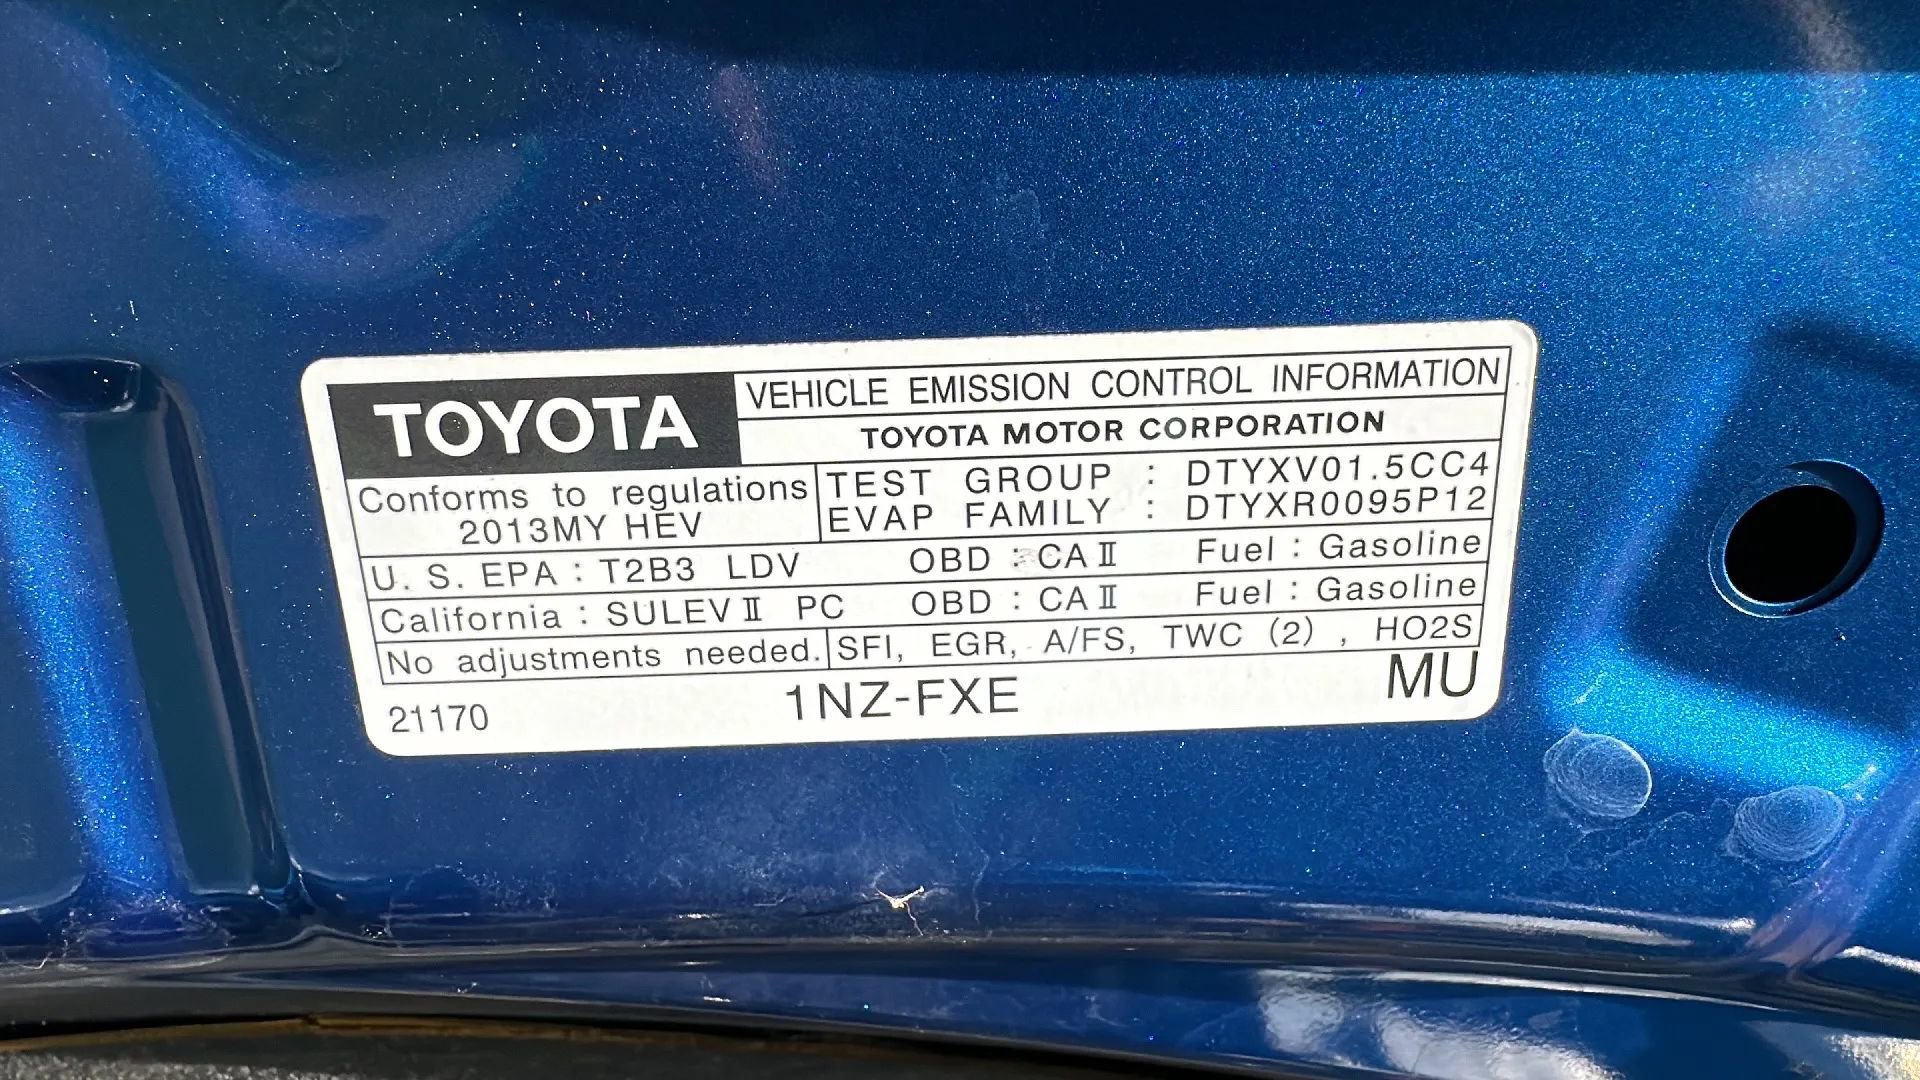 TOYOTA
VEHICLE EMISSION CONTROL INFORMATION
TOYOTA MOTOR CORPORATION
Conforms to regulations
2013MY HEV
TEST GROUP : DTYXV01.5CC4
EVAP FAMILY : DTYXR0095P12
U. S. EPA : T2B3 LDV OBD : CA II Fuel : Gasoline
California : SULEV II PC OBD : CA II Fuel : Gasoline
No adjustments needed. SFI, EGR, A/FS, TWC (2) , HO2S
21170 1NZ-FXE MU